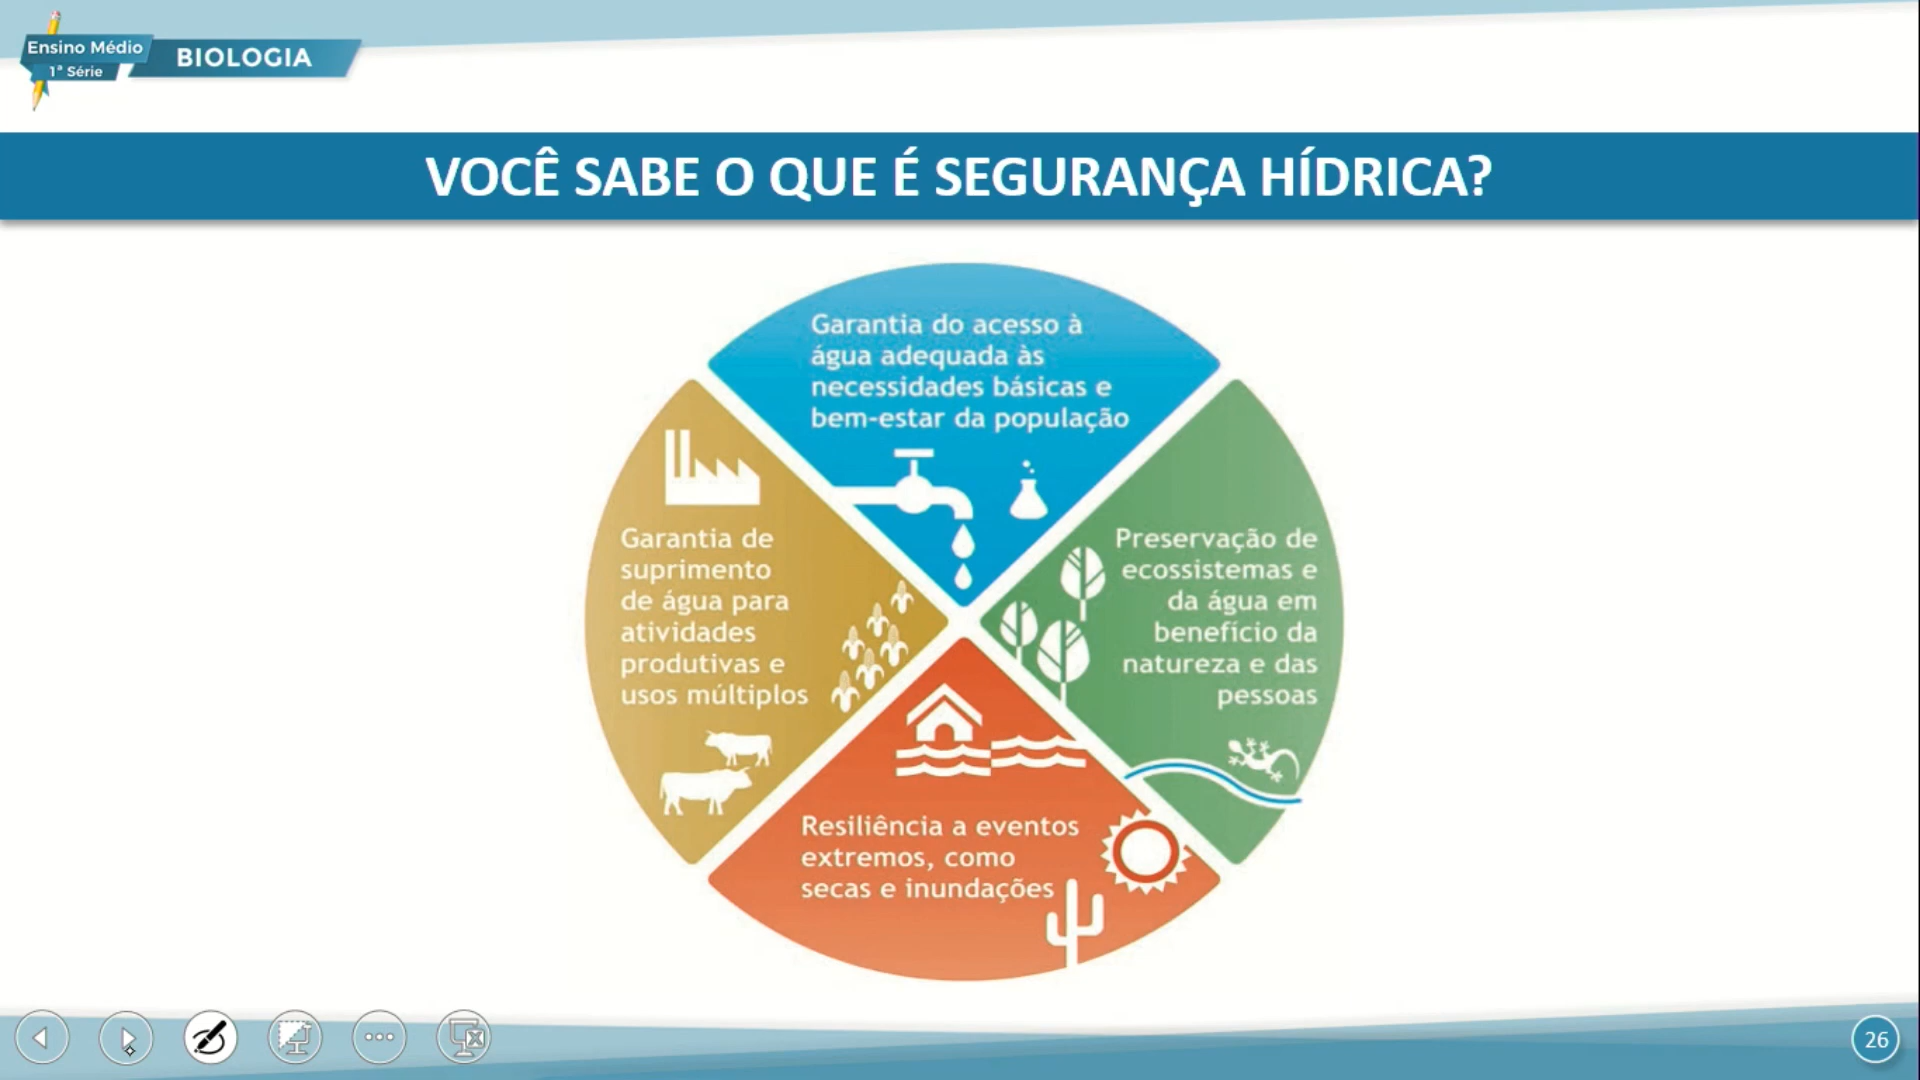 Ensino Médio
1ª Série
BIOLOGIA
VOCÊ SABE O QUE É SEGURANÇA HÍDRICA?
Garantia do acesso à
água adequada às
necessidades básicas e
bem-estar da população
Garantia de
suprimento
de água para
atividades
produtivas e
usos múltiplos
Preservação de
ecossistemas e
da água em
benefício da
natureza e das
pessoas
Resiliência a eventos
extremos, como
secas e inundações
26